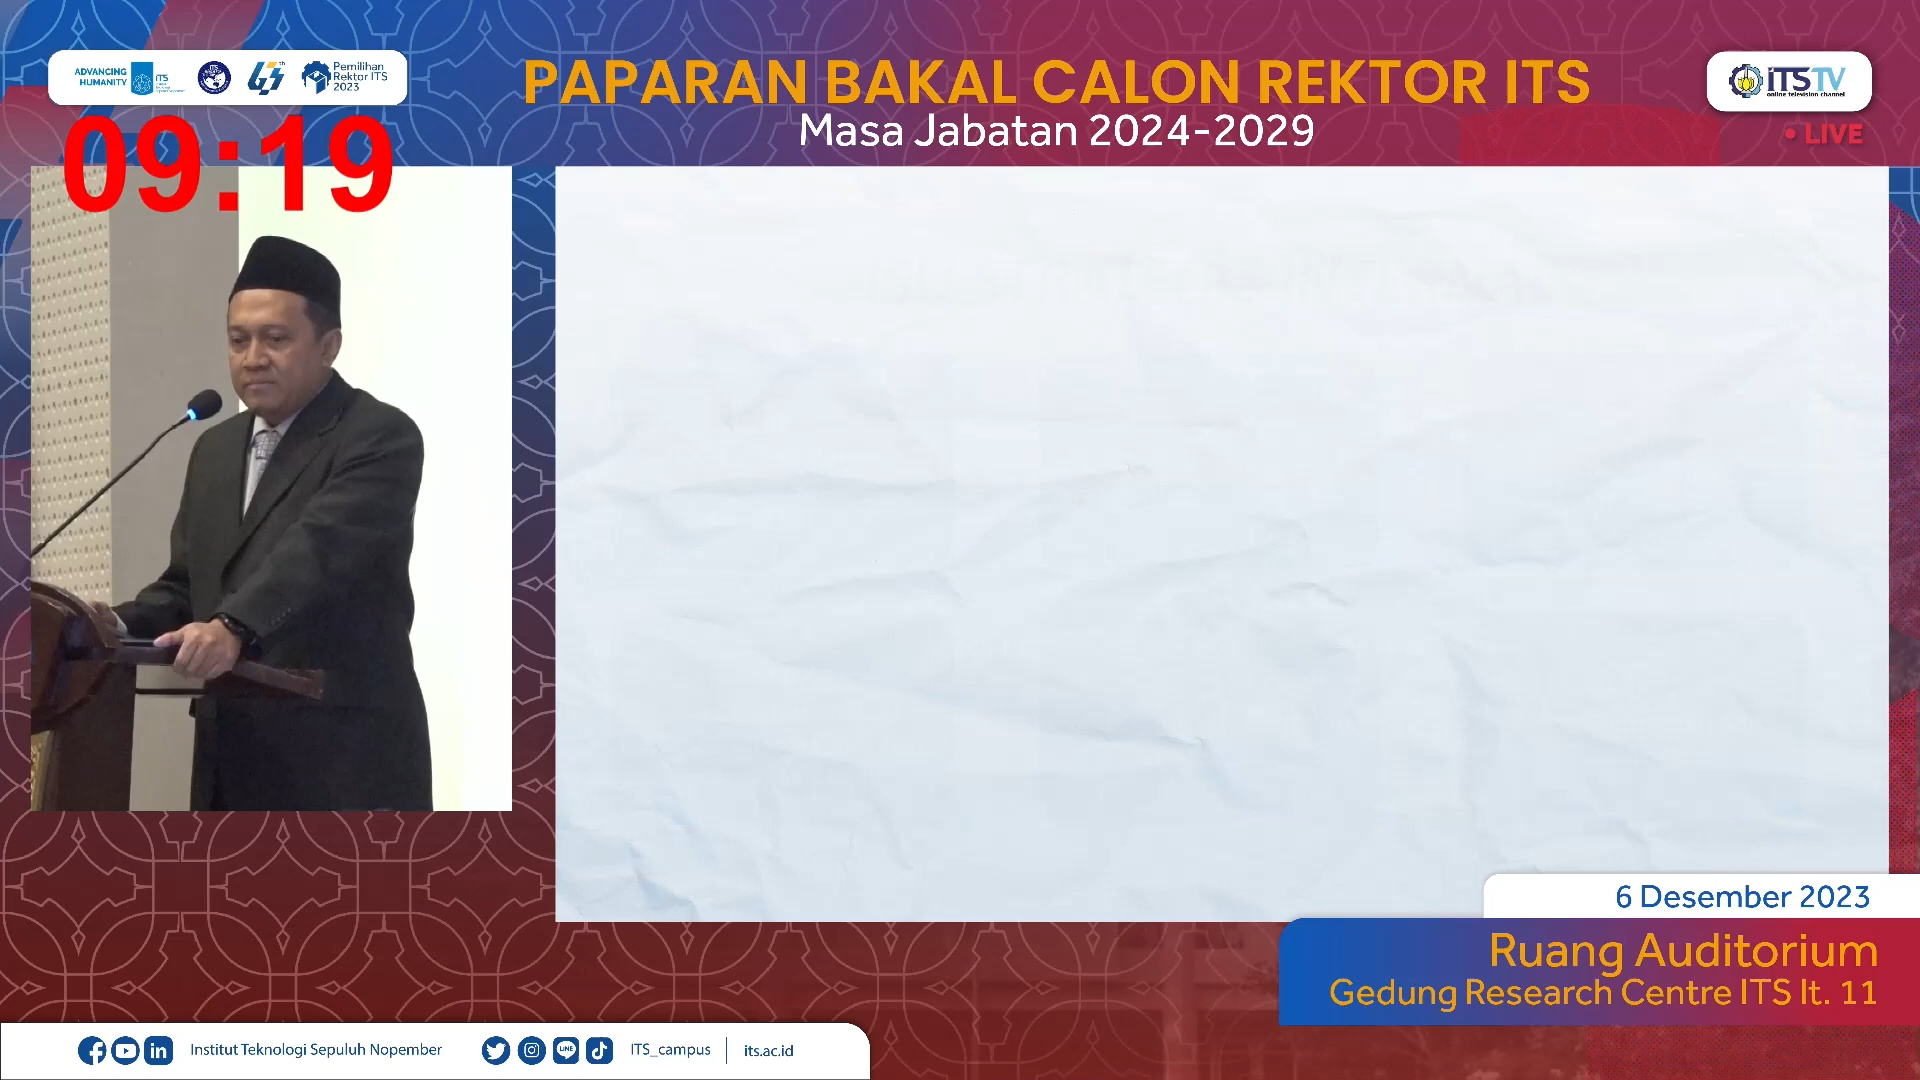 ADVANCING
HUMANITY
ITS
Pemilihan
Rektor ITS
2023
PAPARAN BAKAL CALON REKTOR ITS
Masa Jabatan 2024-2029
iTSTV
online television channel
• LIVE
09:19
6 Desember 2023
Ruang Auditorium
Gedung Research Centre ITS lt. 11
Institut Teknologi Sepuluh Nopember
LINE
ITS_campus
its.ac.id